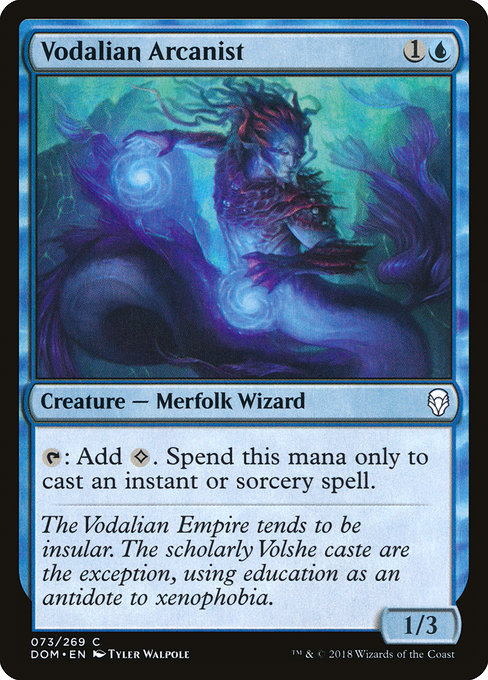 Vodalian Arcanist 1
Creature — Merfolk Wizard
: Add . Spend this mana only to
cast an instant or sorcery spell.
The Vodalian Empire tends to be
insular. The scholarly Volshe caste are
the exception, using education as an
antidote to xenophobia.
1/3
073/269 C
DOM • EN Tyler Walpole
™ & © 2018 Wizards of the Coast